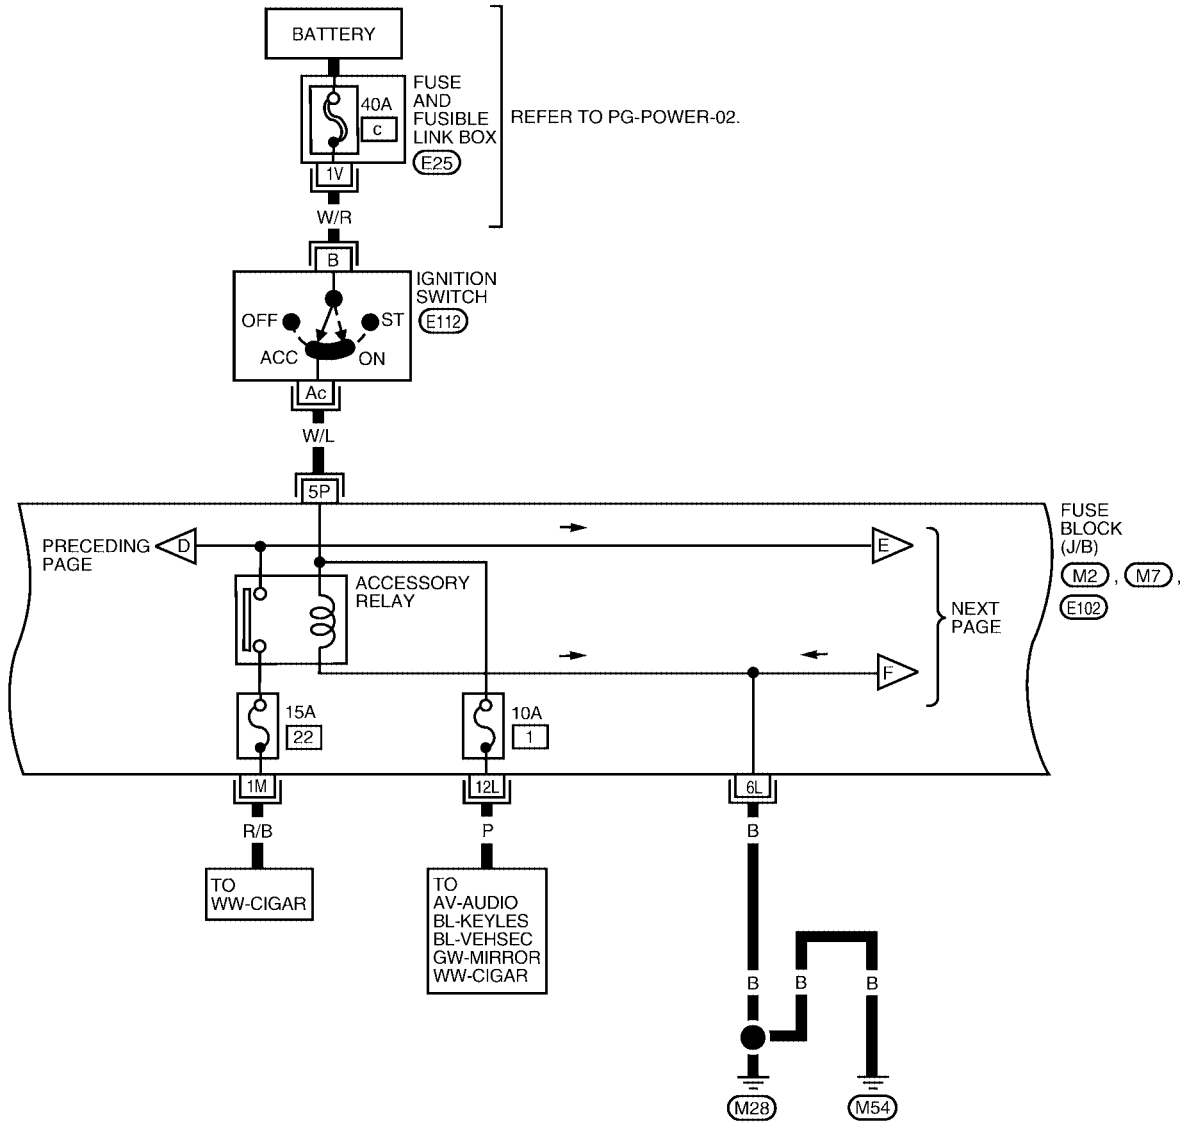 BATTERY
40A
c
FUSE
AND
FUSIBLE
LINK BOX
E25
REFER TO PG-POWER-02.
1V
W/R
B
IGNITION
SWITCH
E112
OFF
ST
ACC
ON
Ac
W/L
5P
FUSE
BLOCK
(J/B)
M2 , M7 ,
E102
PRECEDING
PAGE
D
E
ACCESSORY
RELAY
NEXT
PAGE
F
15A
22
10A
1
1M
12L
6L
R/B
P
B
TO
WW-CIGAR
TO
AV-AUDIO
BL-KEYLES
BL-VEHSEC
GW-MIRROR
WW-CIGAR
B
B
B
M28
M54